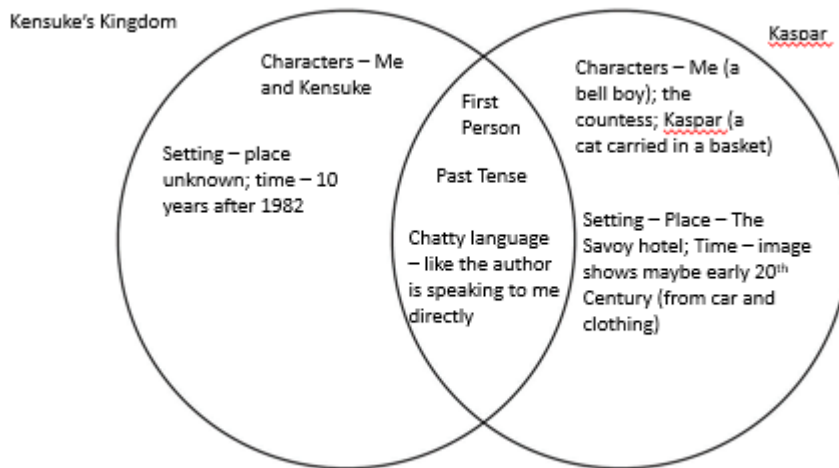 Kensuke's Kingdom
Kaspar
Characters – Me
and Kensuke
Setting – place
unknown; time – 10
years after 1982
First
Person
Past Tense
Chatty language
– like the author
is speaking to me
directly
Characters – Me (a
bell boy); the
countess; Kaspar (a
cat carried in a basket)
Setting – Place – The
Savoy hotel; Time – image
shows maybe early 20th
Century (from car and
clothing)